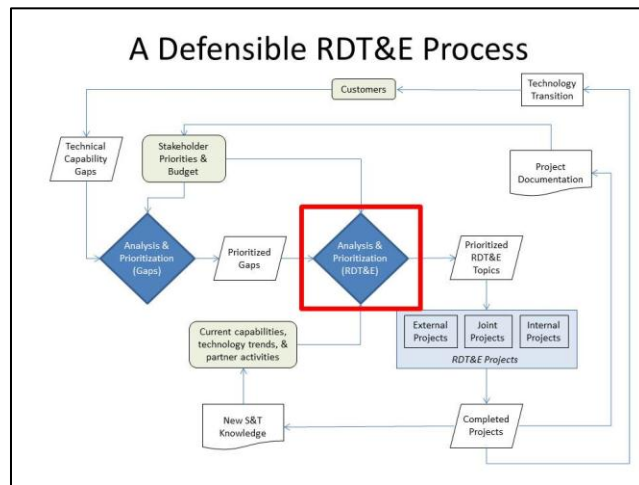 A Defensible RDT&E Process
Customers
Technology
Transition
Technical
Capability
Gaps
Stakeholder
Priorities &
Budget
Project
Documentation
Analysis &
Prioritization
(Gaps)
Prioritized
Gaps
Analysis &
Prioritization
(RDT&E)
Prioritized
RDT&E
Topics
External
Projects
Joint
Projects
Internal
Projects
RDT&E Projects
Current capabilities,
technology trends, &
partner activities
New S&T
Knowledge
Completed
Projects